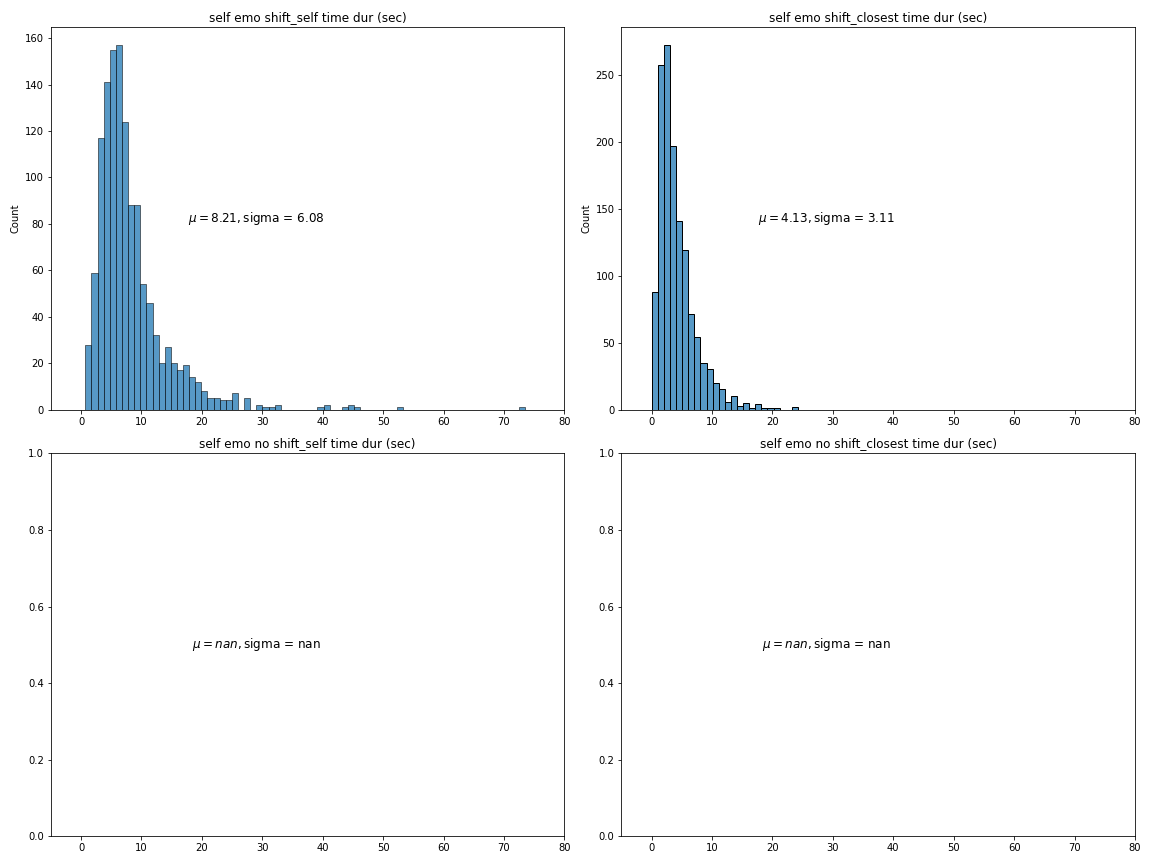 self emo shift_self time dur (sec)
160
140
120
100
80
60
40
20
0
Count
μ = 8.21, sigma = 6.08
0 10 20 30 40 50 60 70 80
self emo shift_closest time dur (sec)
250
200
150
100
50
0
Count
μ = 4.13, sigma = 3.11
0 10 20 30 40 50 60 70 80
self emo no shift_self time dur (sec)
1.0
0.8
0.6
0.4
0.2
0.0
μ = nan, sigma = nan
0 10 20 30 40 50 60 70 80
self emo no shift_closest time dur (sec)
1.0
0.8
0.6
0.4
0.2
0.0
μ = nan, sigma = nan
0 10 20 30 40 50 60 70 80